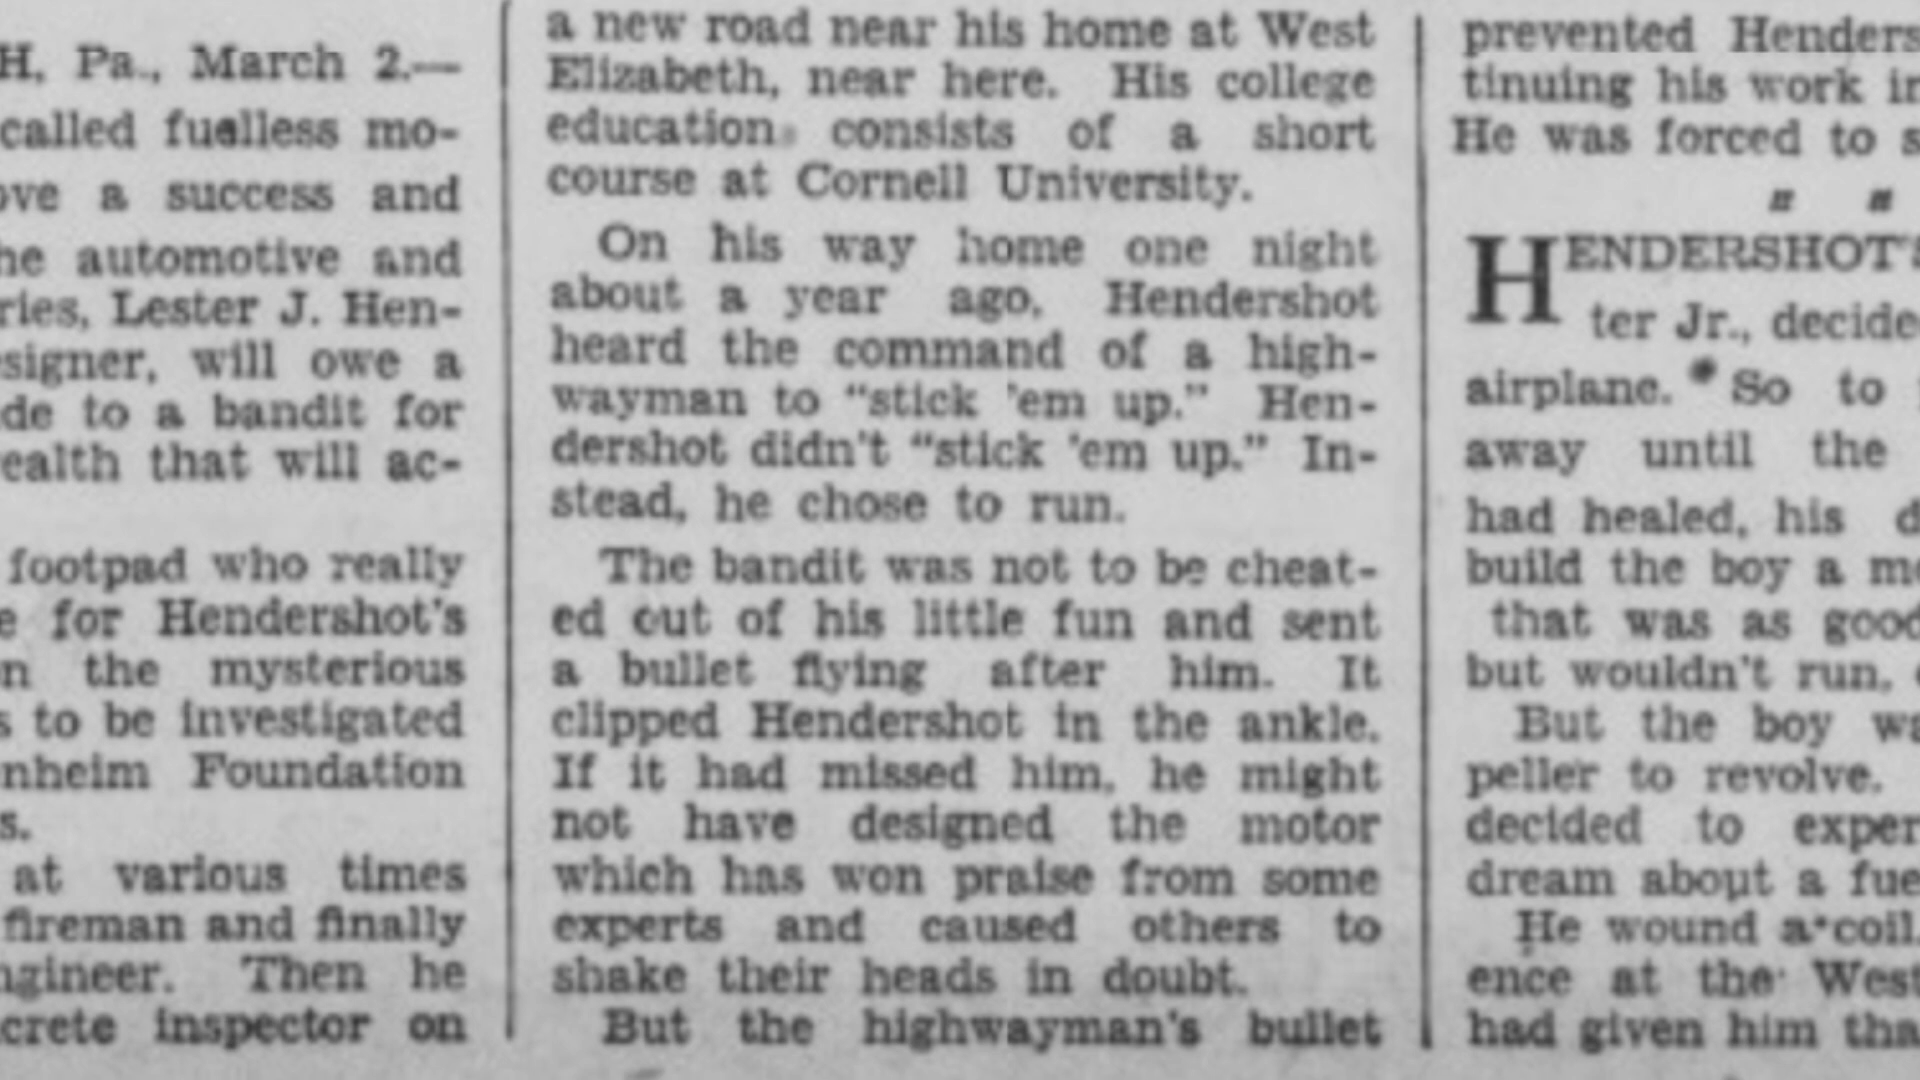 H, Pa., March 2.—
called fuelless mo-
ove a success and
he automotive and
ries, Lester J. Hen-
signer, will owe a
de to a bandit for
ealth that will ac-
footpad who really
e for Hendershot's
n the mysterious
s to be investigated
nheim Foundation
s.
at various times
fireman and finally
ngineer. Then he
crete inspector on
a new road near his home at West
Elizabeth, near here. His college
education consists of a short
course at Cornell University.
On his way home one night
about a year ago, Hendershot
heard the command of a high-
wayman to "stick 'em up." Hen-
dershot didn't "stick 'em up." In-
stead, he chose to run.
The bandit was not to be cheat-
ed out of his little fun and sent
a bullet flying after him. It
clipped Hendershot in the ankle.
If it had missed him, he might
not have designed the motor
which has won praise from some
experts and caused others to
shake their heads in doubt.
But the highwayman's bullet
prevented Henders
tinuing his work in
He was forced to s
" "
HENDERSHOT'S
ter Jr., decide
airplane. So to
away until the
had healed, his d
build the boy a mo
that was as good
but wouldn't run,
But the boy wa
peller to revolve.
decided to exper
dream about a fue
He wound a coil
ence at the West
had given him tha